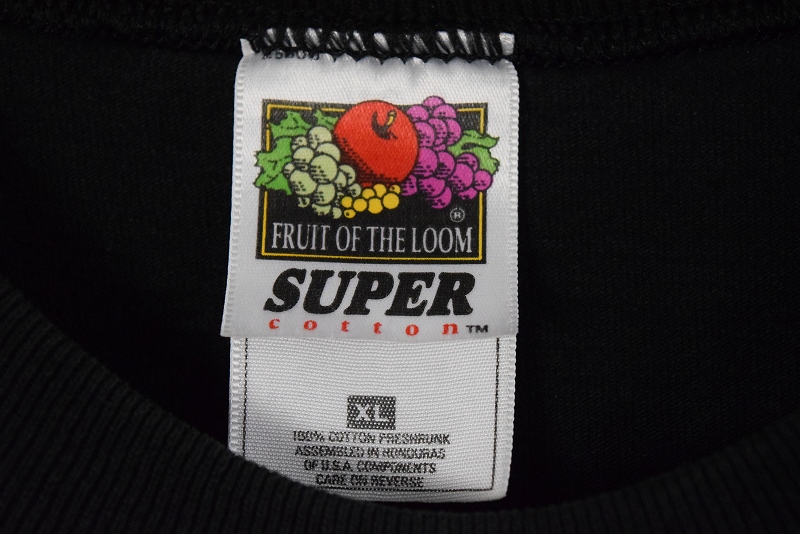 ®
FRUIT OF THE LOOM
SUPER
cotton™
XL
100% COTTON PRESHRUNK
ASSEMBLED IN HONDURAS
OF U.S.A. COMPONENTS
CARE ON REVERSE